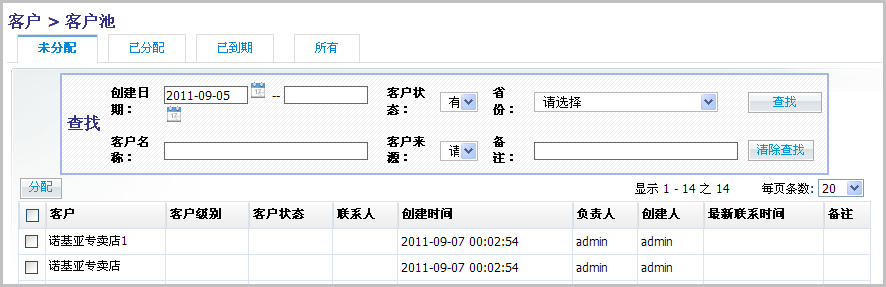 客户 > 客户池
未分配 已分配 已到期 所有
查找
创建日期： 2011-09-05 -- 客户状态： 有 省份： 请选择 查找
客户名称： 客户来源： 请 备注： 清除查找
分配 显示 1 - 14 之 14 每页条数: 20
客户 客户级别 客户状态 联系人 创建时间 负责人 创建人 最新联系时间 备注
诺基亚专卖店1 2011-09-07 00:02:54 admin admin
诺基亚专卖店 2011-09-07 00:02:54 admin admin